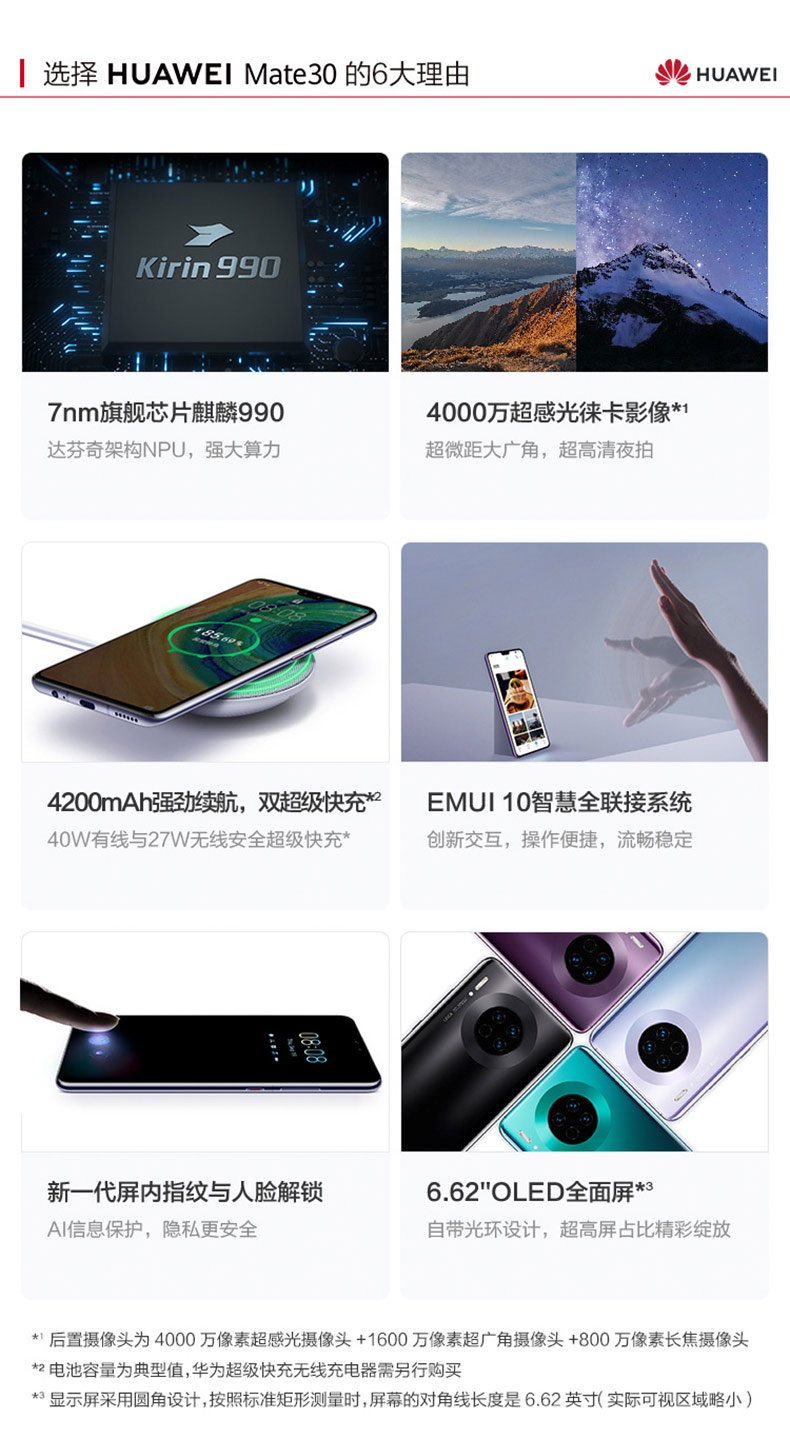 选择 HUAWEI Mate30 的6大理由
HUAWEI
Kirin 990
7nm旗舰芯片麒麟990
达芬奇架构NPU，强大算力
4000万超感光徕卡影像*1
超微距大广角，超高清夜拍
08:08
85.69%
4200mAh强劲续航，双超级快充*2
40W有线与27W无线安全超级快充*
EMUI 10智慧全联接系统
创新交互，操作便捷，流畅稳定
08:08
新一代屏内指纹与人脸解锁
AI信息保护，隐私更安全
6.62"OLED全面屏*3
自带光环设计，超高屏占比精彩绽放
*1 后置摄像头为 4000 万像素超感光摄像头 +1600 万像素超广角摄像头 +800 万像素长焦摄像头
*2 电池容量为典型值,华为超级快充无线充电器需另行购买
*3 显示屏采用圆角设计,按照标准矩形测量时,屏幕的对角线长度是 6.62 英寸( 实际可视区域略小 )